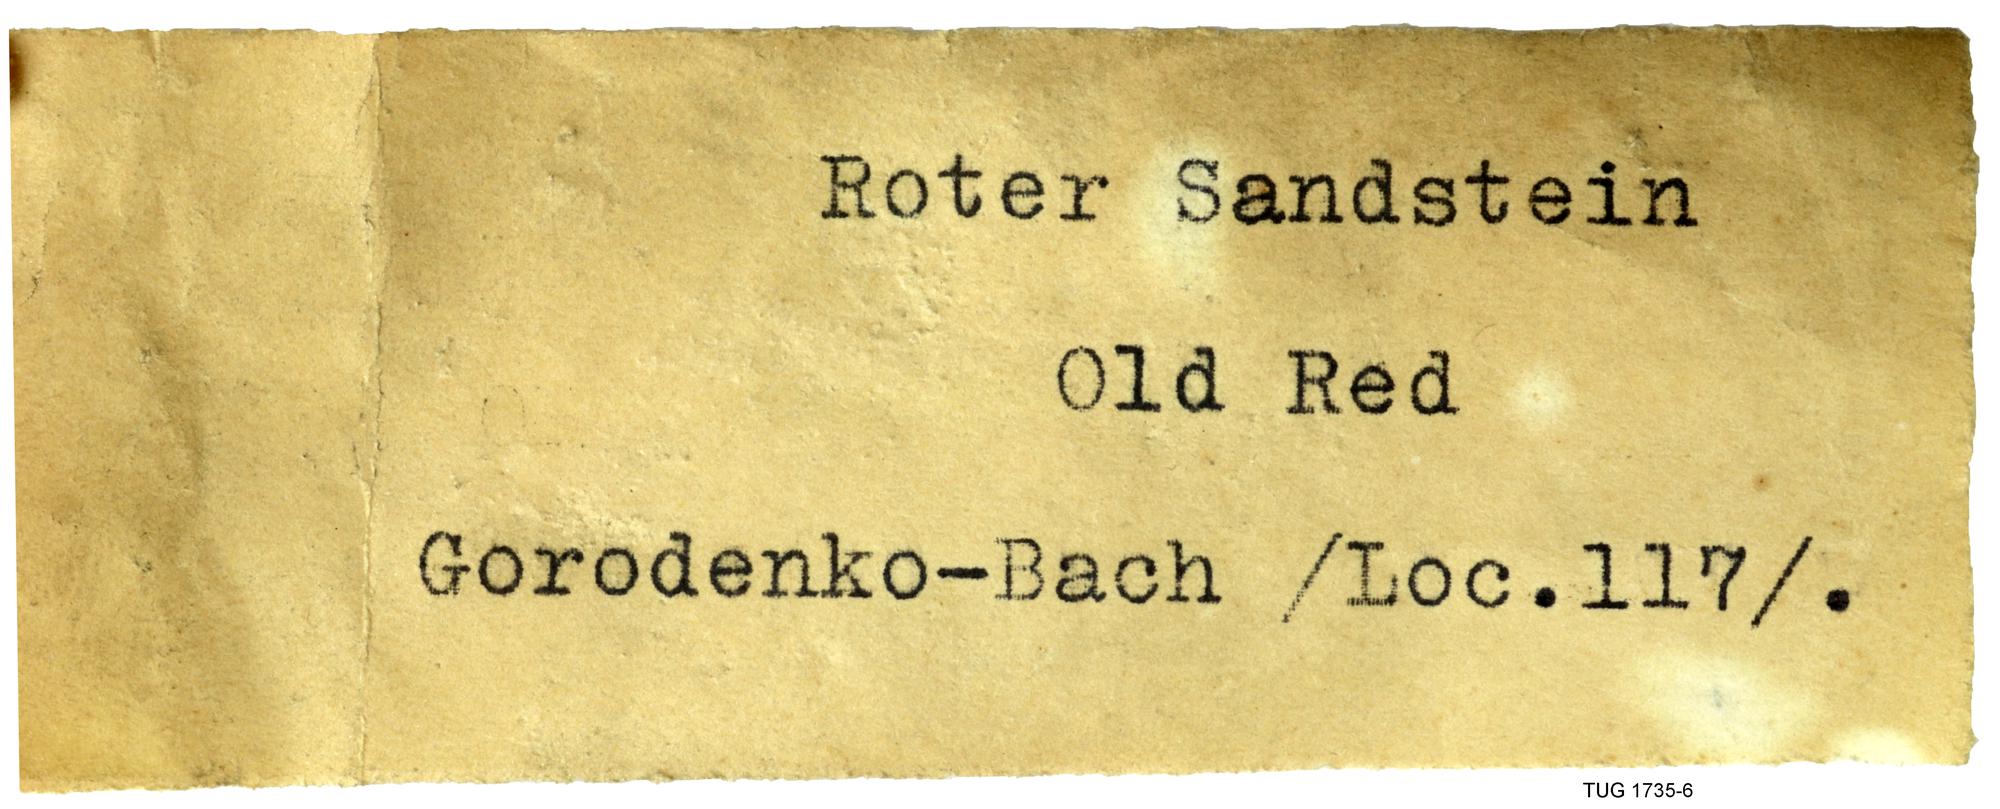 Roter Sandstein
Old Red
Gorodenko-Bach /Loc.117/.
TUG 1735-6